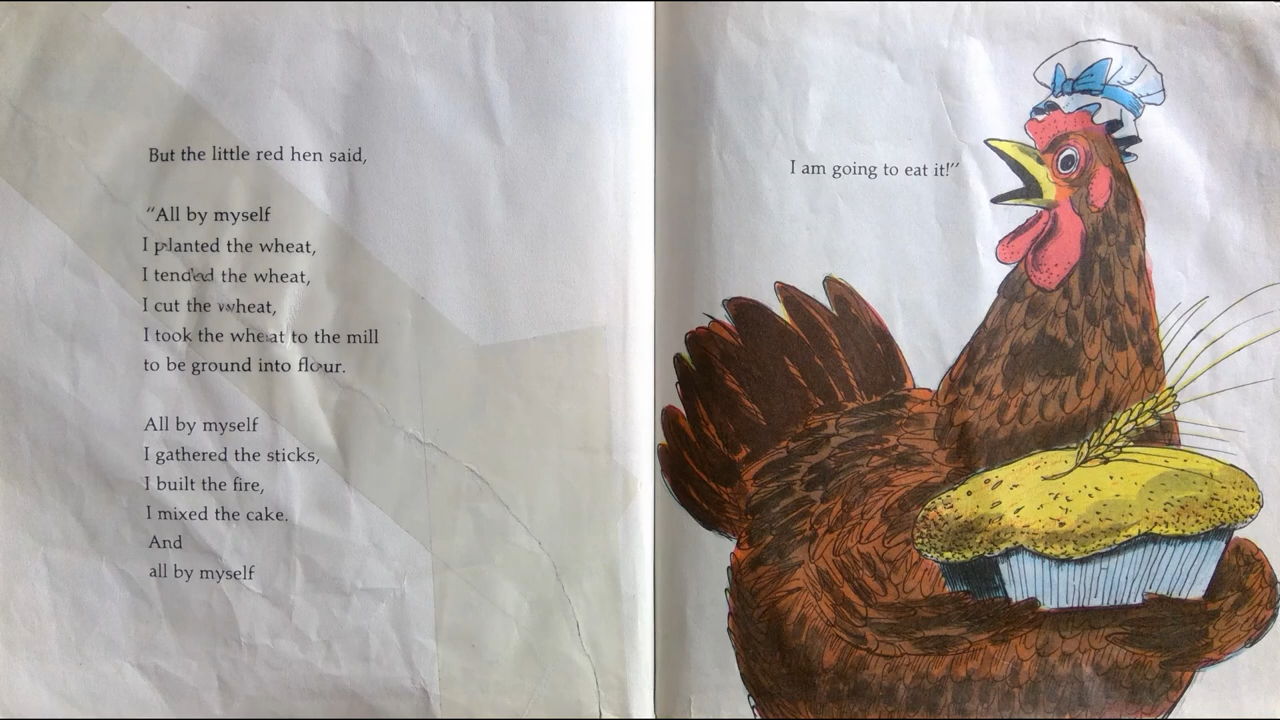 But the little red hen said,
“All by myself
I planted the wheat,
I tended the wheat,
I cut the wheat,
I took the wheat to the mill
to be ground into flour.
All by myself
I gathered the sticks,
I built the fire,
I mixed the cake.
And
all by myself
I am going to eat it!”